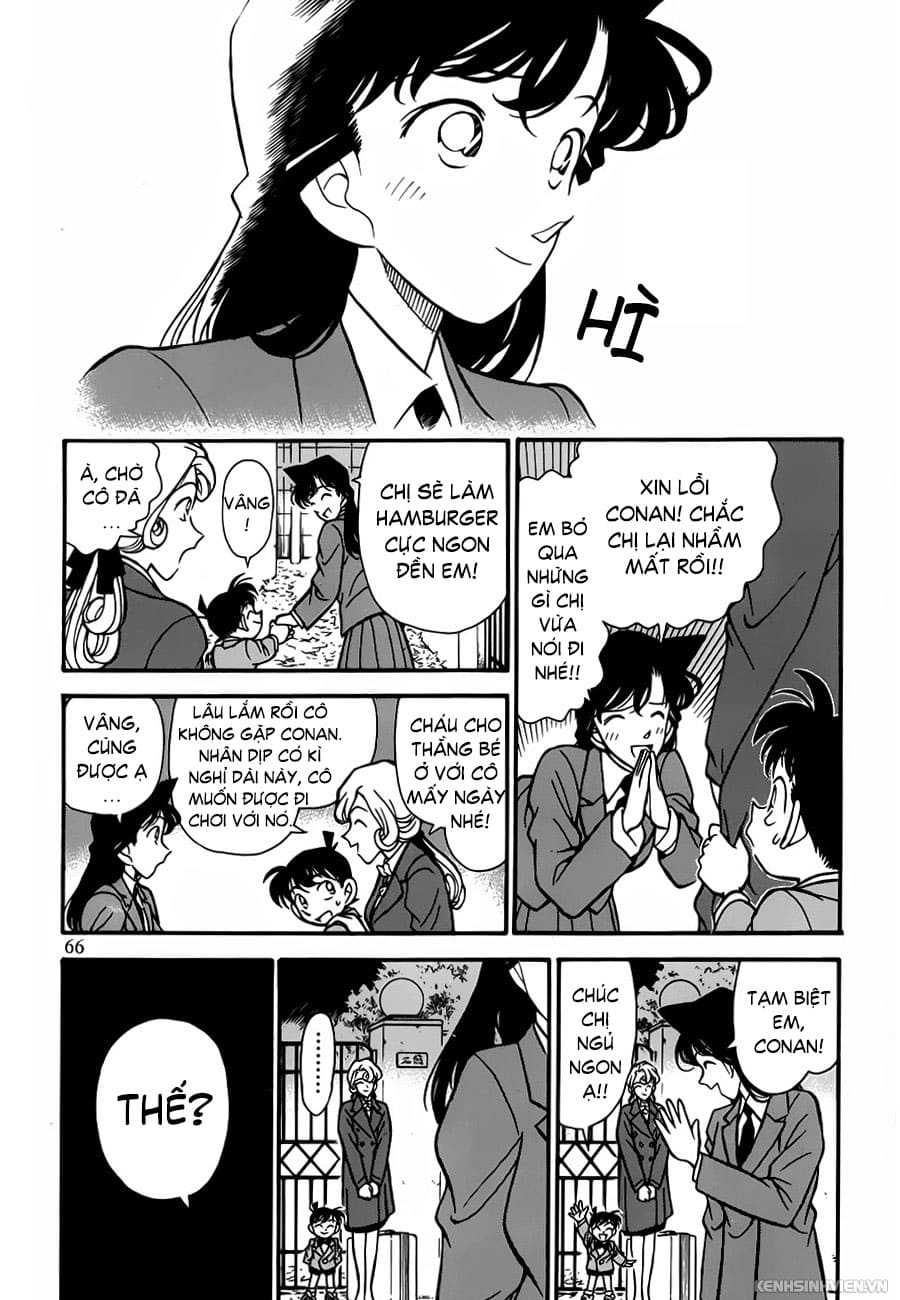 HÌ
XIN LỒI
CONAN! CHẮC
CHỊ LẠI NHẦM
MẤT RỒI!!
EM BỎ
QUA
NHỮNG
GÌ CHỊ
VỪA
NÓI ĐI
NHÉ!!
CHỊ SẼ LÀM
HAMBURGER
CỰC NGON
ĐỀN EM!
VÂNG
!
À, CHỜ
CÔ ĐÃ
...
CHÁU CHO
THẰNG BÉ
Ở VỚI CÔ
MẤY NGÀY
NHÉ!
LÂU LẮM RỒI CÔ
KHÔNG GẶP CONAN.
NHÂN DỊP CÓ KÌ
NGHỈ DÀI NÀY, CÔ
MUỐN ĐƯỢC ĐI
CHƠI VỚI NÓ.
VÂNG,
CŨNG
ĐƯỢC Ạ
...
66
TẠM BIỆT
EM,
CONAN!
CHÚC
CHỊ
NGỦ
NGON
Ạ!!
......
THẾ?
KENHSINHVIEN.VN